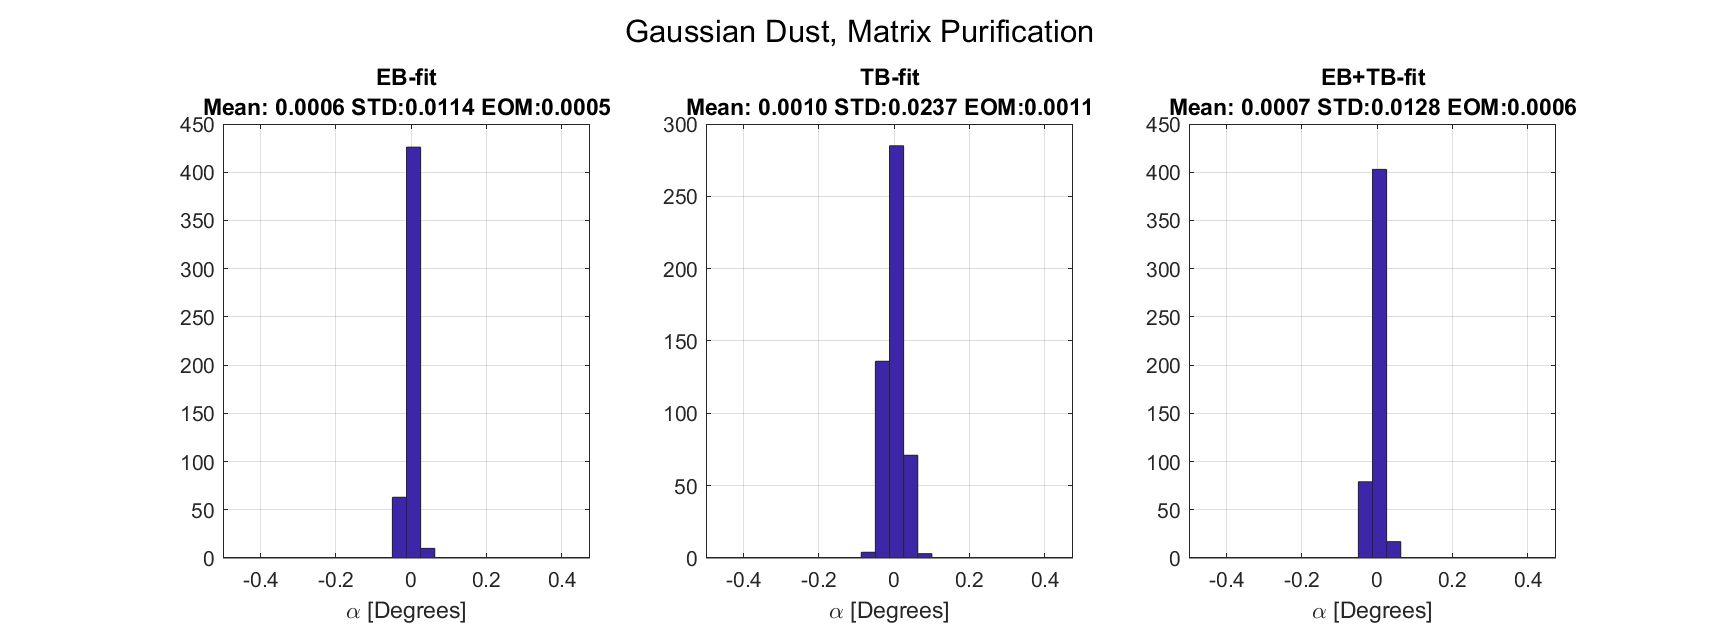 Gaussian Dust, Matrix Purification
EB-fit
Mean: 0.0006 STD:0.0114 EOM:0.0005
450
400
350
300
250
200
150
100
50
0
-0.4 -0.2 0 0.2 0.4
α [Degrees]
TB-fit
Mean: 0.0010 STD:0.0237 EOM:0.0011
300
250
200
150
100
50
0
-0.4 -0.2 0 0.2 0.4
α [Degrees]
EB+TB-fit
Mean: 0.0007 STD:0.0128 EOM:0.0006
450
400
350
300
250
200
150
100
50
0
-0.4 -0.2 0 0.2 0.4
α [Degrees]